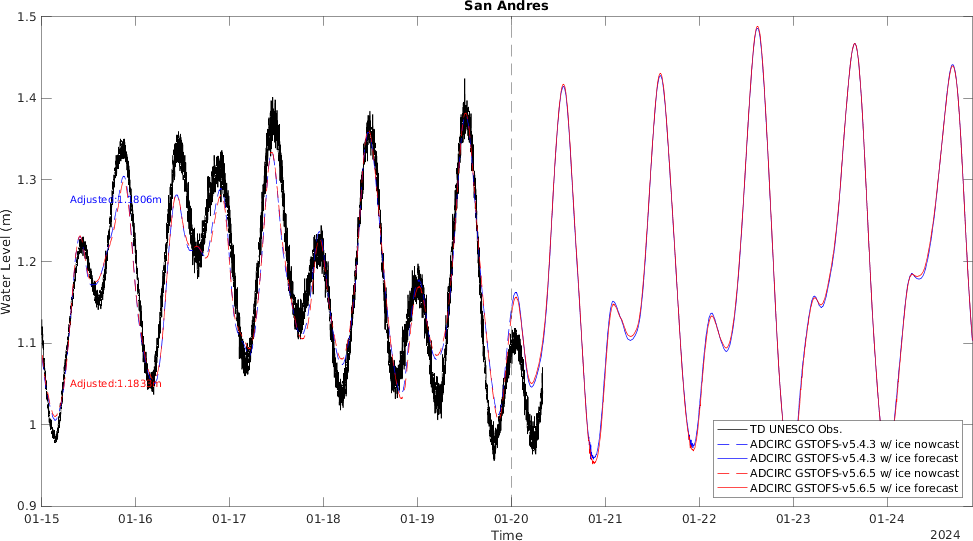 San Andres
Water Level (m)
1.5
1.4
1.3
1.2
1.1
1
0.9
Adjusted:1.1806m
TD UNESCO Obs.
ADCIRC GSTOFS-v5.4.3 w/ ice nowcast
ADCIRC GSTOFS-v5.4.3 w/ ice forecast
ADCIRC GSTOFS-v5.6.5 w/ ice nowcast
ADCIRC GSTOFS-v5.6.5 w/ ice forecast
01-15
01-16
01-17
01-18
01-19
01-20
01-21
01-22
01-23
01-24
Time
2024